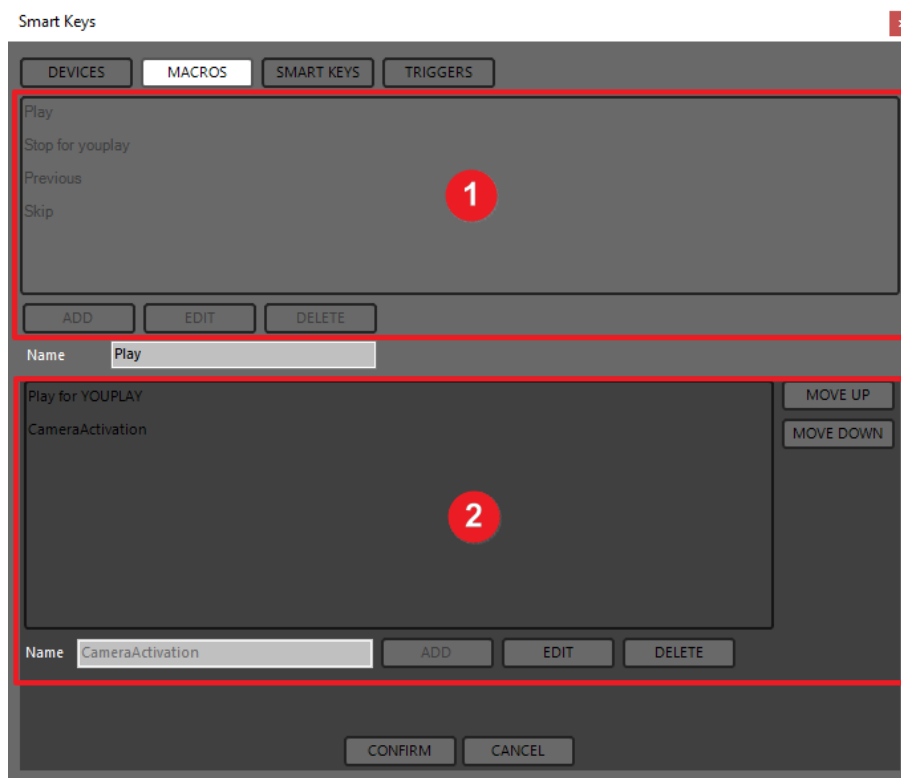 Smart Keys
DEVICES MACROS SMART KEYS TRIGGERS
Play
Stop for youplay
Previous
Skip
1
ADD EDIT DELETE
Name Play
Play for YOUPLAY MOVE UP
CameraActivation MOVE DOWN
2
Name CameraActivation ADD EDIT DELETE
CONFIRM CANCEL